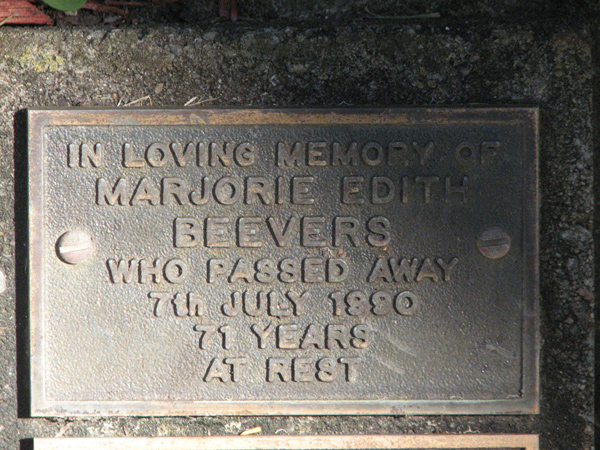 IN LOVING MEMORY OF
MARJORIE EDITH
BEEVERS
WHO PASSED AWAY
7th JULY 1990
71 YEARS
AT REST